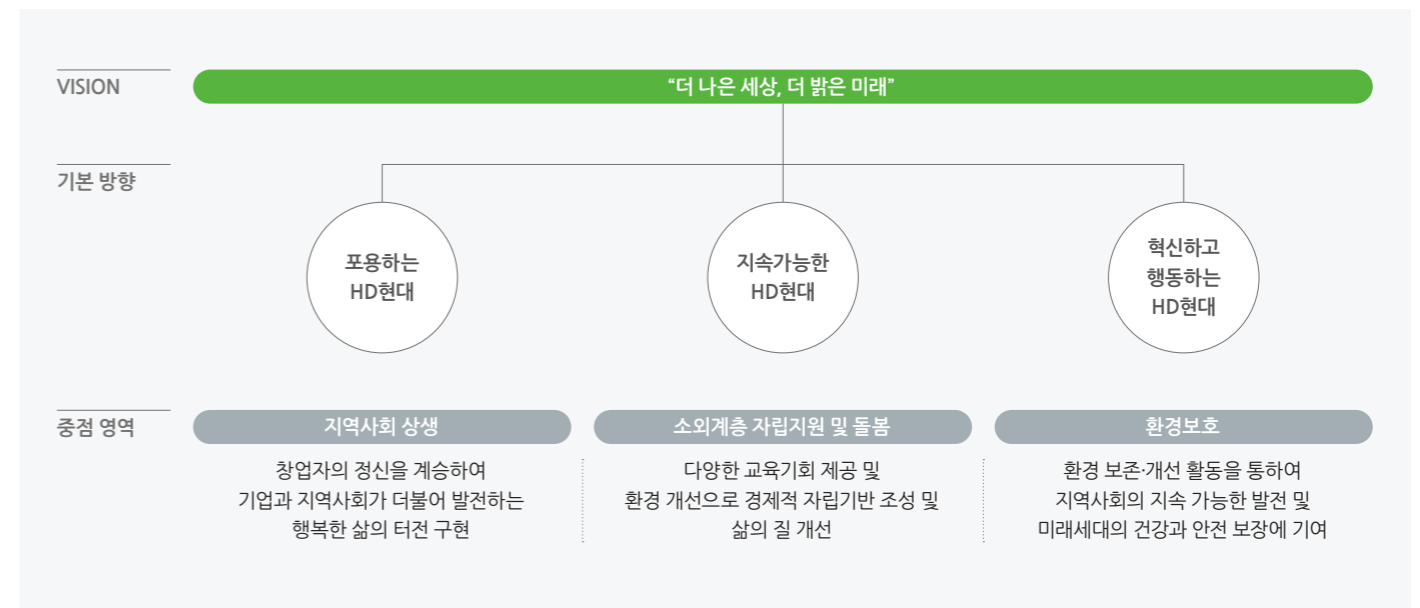 VISION
“더 나은 세상, 더 밝은 미래”
기본 방향
포용하는
HD현대
지속가능한
HD현대
혁신하고
행동하는
HD현대
중점 영역
지역사회 상생
창업자의 정신을 계승하여
기업과 지역사회가 더불어 발전하는
행복한 삶의 터전 구현
소외계층 자립지원 및 돌봄
다양한 교육기회 제공 및
환경 개선으로 경제적 자립기반 조성 및
삶의 질 개선
환경보호
환경 보존·개선 활동을 통하여
지역사회의 지속 가능한 발전 및
미래세대의 건강과 안전 보장에 기여